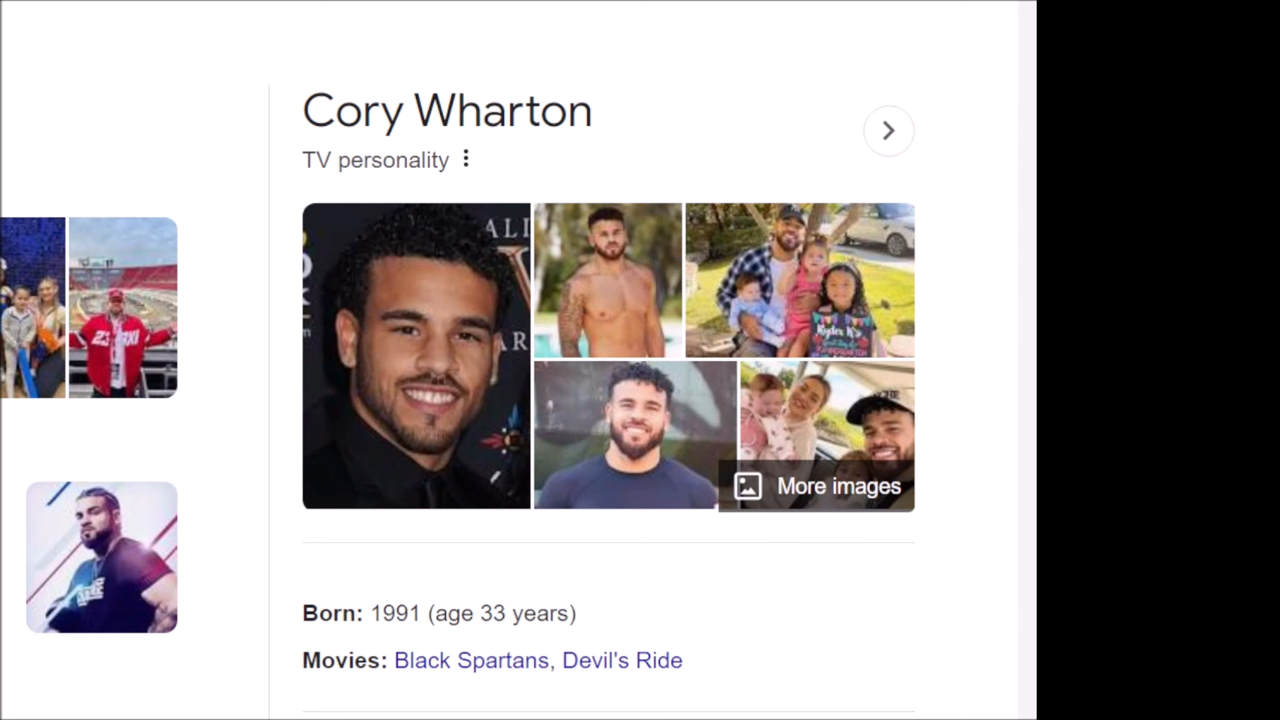 Cory Wharton
TV personality
More images
Born: 1991 (age 33 years)
Movies: Black Spartans, Devil's Ride